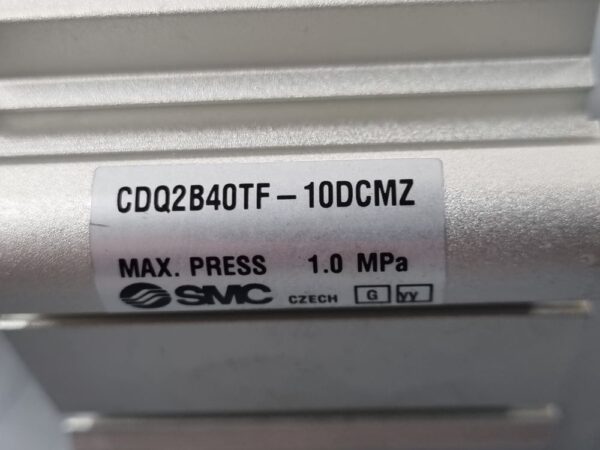 CDQ2B40TF-10DCMZ
MAX. PRESS 1.0 MPa
SMC CZECH G yy